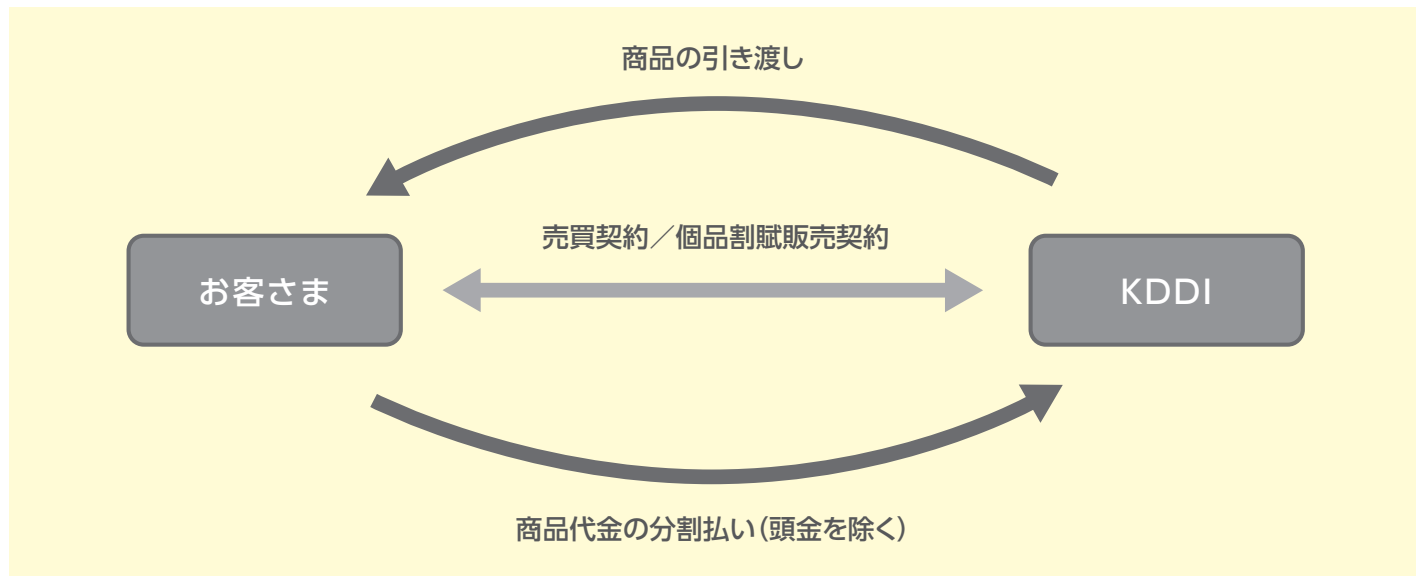 商品の引き渡し
売買契約／個品割賦販売契約
お客さま
KDDI
商品代金の分割払い（頭金を除く）